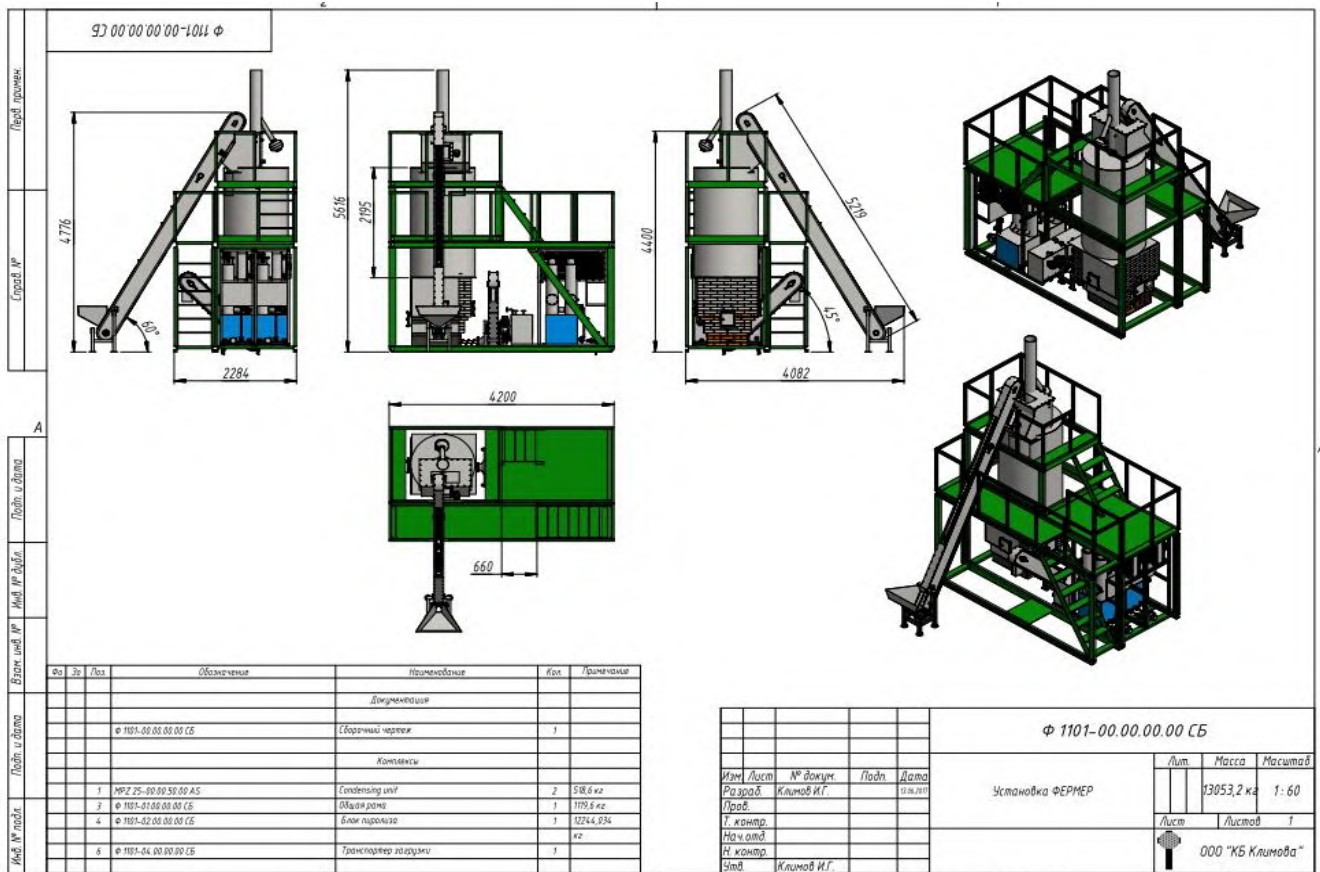 2
1
Ф 1101-00.00.00.00 СБ
Перв. примен.
Справ. №
Подп. и дата
Инв. № дубл.
Взам. инв. №
Подп. и дата
Инв. № подл.
А
4776
60°
2284
5616
2195
4400
5219
45°
4082
4200
660
Фо Зо Поз. Обозначение Наименование Кол. Примечание
Документация
Ф 1101-00.00.00.00 СБ Сборочный чертеж 1
Комплексы
1 MPZ 25-00.00.50.00 AS Condensing unit 2 518,6 кг
3 Ф 1101-01.00.00.00 СБ Общая рама 1 1179,6 кг
4 Ф 1101-02.00.00.00 СБ Блок пиролиза 1 12244,934
кг
6 Ф 1101-04.00.00.00 СБ Транспортер загрузки 1
Ф 1101-00.00.00.00 СБ
Изм. Лист № докум. Подп. Дата
Разраб. Климов И.Г. 13.06.2017
Пров.
Т. контр.
Нач.отд.
Н. контр.
Утв. Климов И.Г.
Установка ФЕРМЕР
Лит. Масса Масштаб
13053,2 кг 1:60
Лист Листов 1
ООО "КБ Климова"